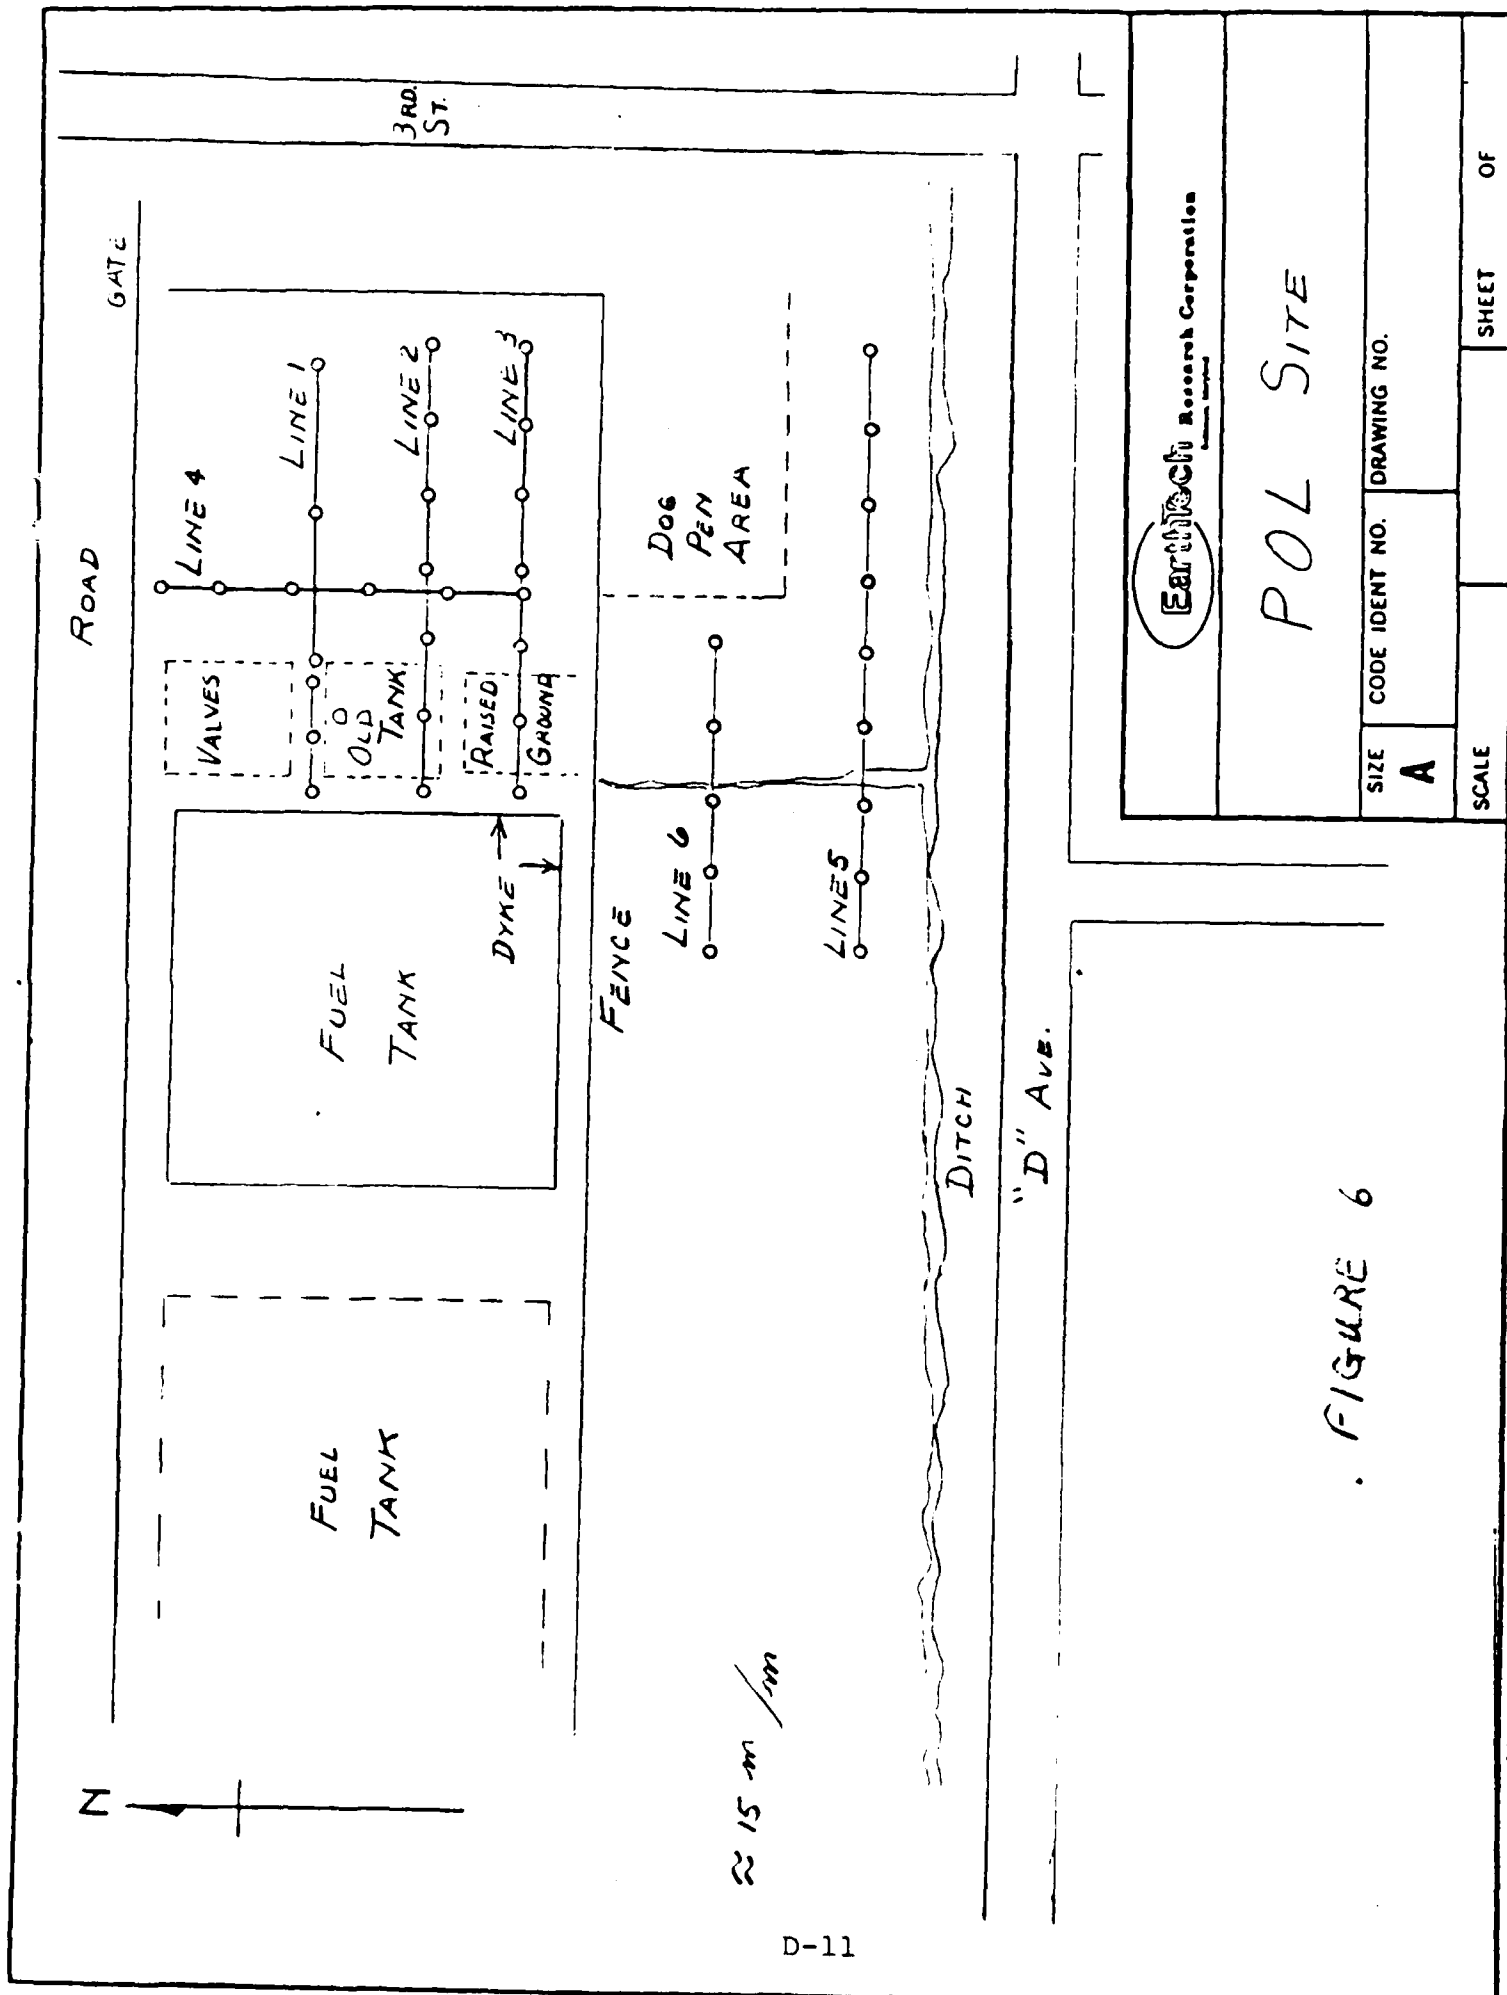 N
ROAD
GATE
3RD.
ST.
FUEL
TANK
FUEL
TANK
VALVES
O
OLD
TANK
RAISED
GROUND
LINE 4
LINE 1
LINE 2
LINE 3
DYKE
FENCE
DOG
PEN
AREA
LINE 6
LINE 5
≈ 15 m/m
DITCH
"D" AVE.
FIGURE 6
EarthTech Research Corporation
POL SITE
SIZE
A
CODE IDENT NO.
DRAWING NO.
SCALE
SHEET OF
D-11